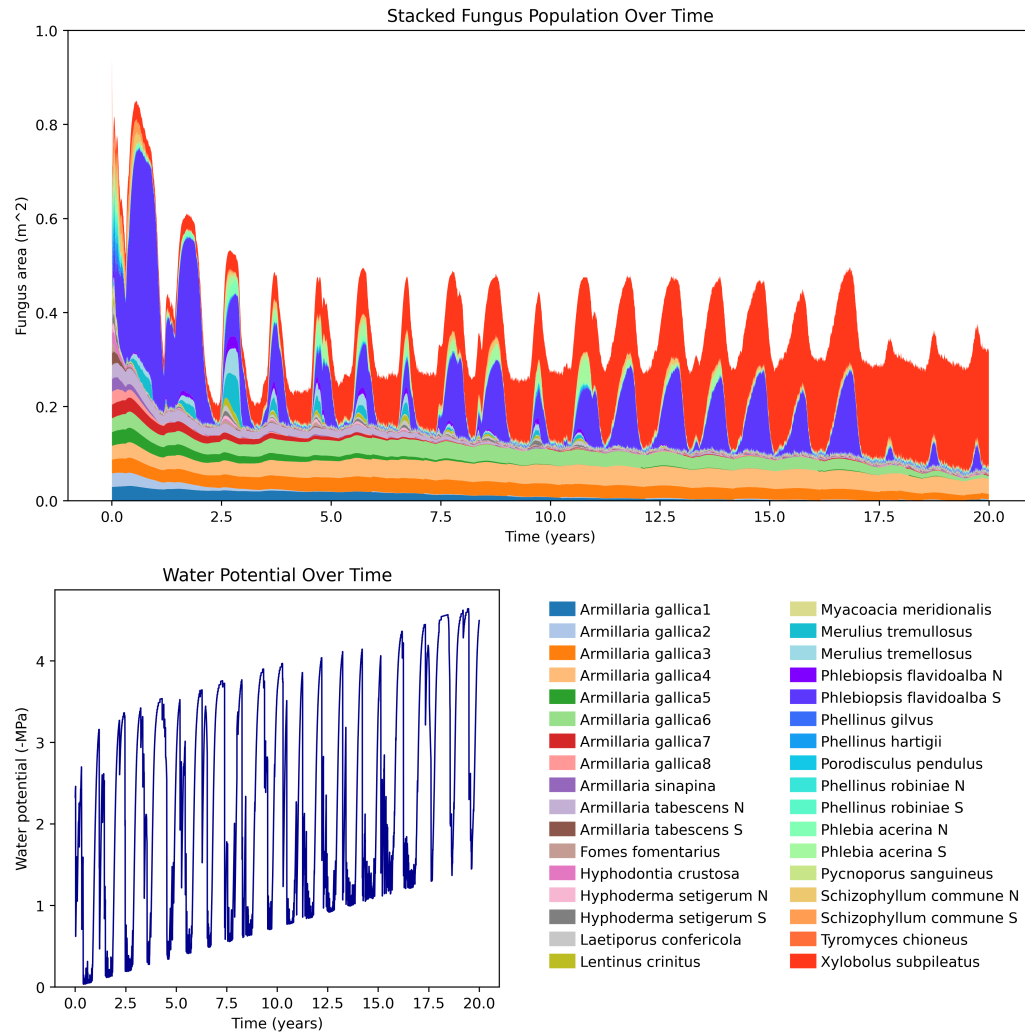 Stacked Fungus Population Over Time
1.0
0.8
0.6
0.4
0.2
0.0
Fungus area (m^2)
0.0 2.5 5.0 7.5 10.0 12.5 15.0 17.5 20.0
Time (years)
Water Potential Over Time
4
3
2
1
0
Water potential (-MPa)
0.0 2.5 5.0 7.5 10.0 12.5 15.0 17.5 20.0
Time (years)
Armillaria gallica1
Armillaria gallica2
Armillaria gallica3
Armillaria gallica4
Armillaria gallica5
Armillaria gallica6
Armillaria gallica7
Armillaria gallica8
Armillaria sinapina
Armillaria tabescens N
Armillaria tabescens S
Fomes fomentarius
Hyphodontia crustosa
Hyphoderma setigerum N
Hyphoderma setigerum S
Laetiporus confericola
Lentinus crinitus
Myacoacia meridionalis
Merulius tremullosus
Merulius tremellosus
Phlebiopsis flavidoalba N
Phlebiopsis flavidoalba S
Phellinus gilvus
Phellinus hartigii
Porodisculus pendulus
Phellinus robiniae N
Phellinus robiniae S
Phlebia acerina N
Phlebia acerina S
Pycnoporus sanguineus
Schizophyllum commune N
Schizophyllum commune S
Tyromyces chioneus
Xylobolus subpileatus